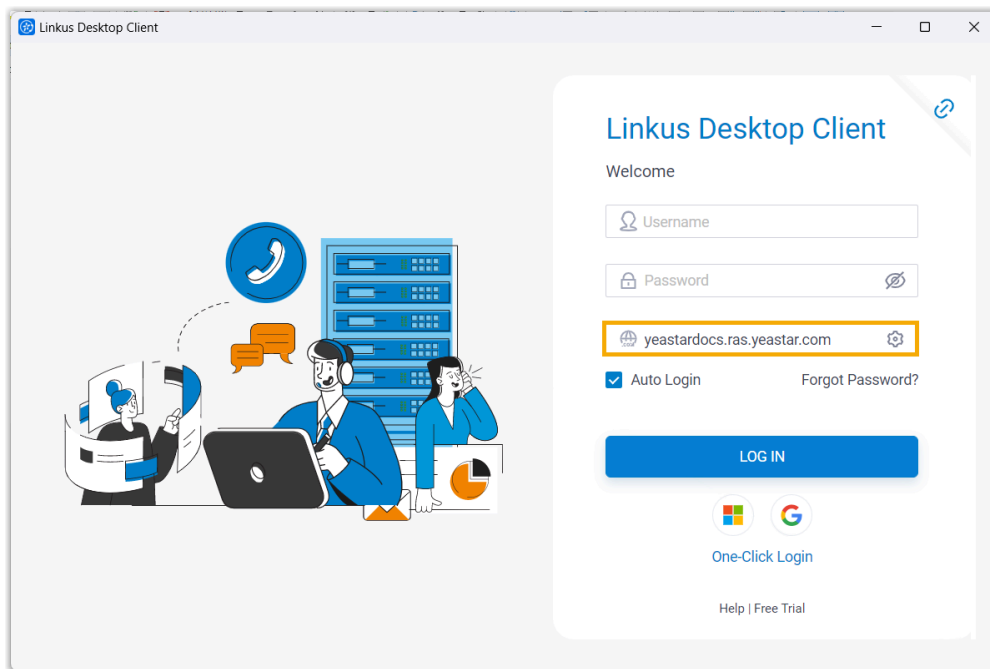 Linkus Desktop Client
Linkus Desktop Client
Welcome
Username
Password
yeastardocs.ras.yeastar.com
Auto Login Forgot Password?
LOG IN
One-Click Login
Help | Free Trial